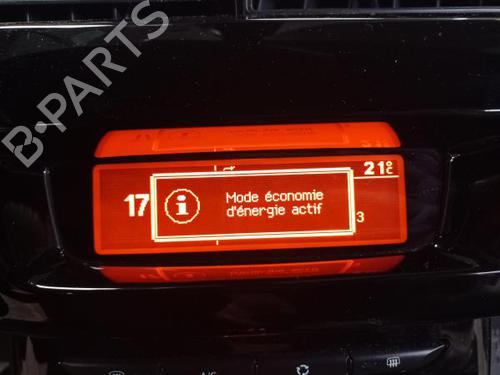 B-PARTS
17
21°C
i
Mode économie
d'énergie actif
3
A/C